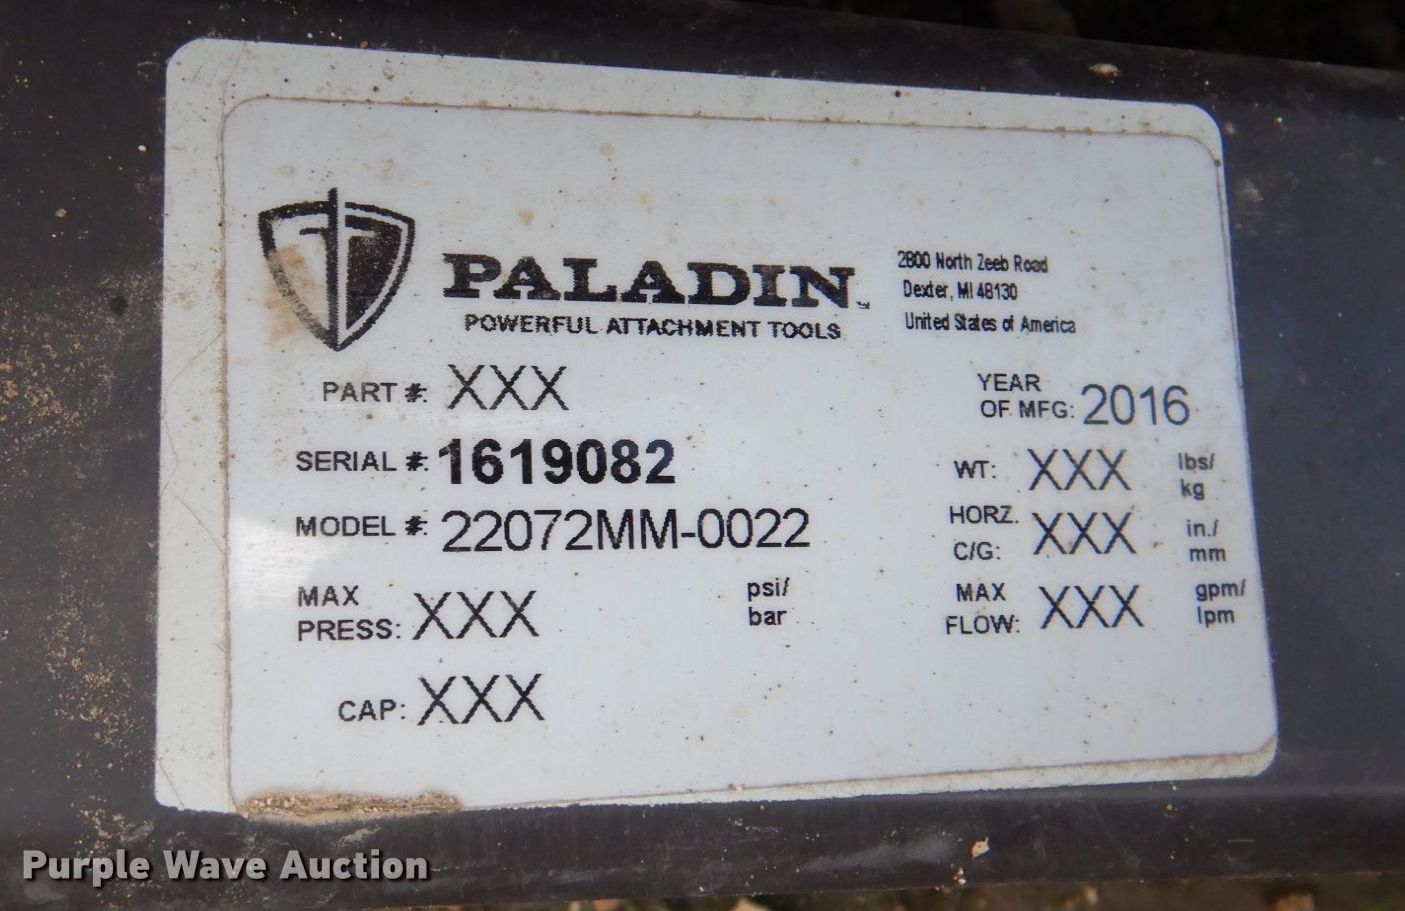 PALADIN™
POWERFUL ATTACHMENT TOOLS
2800 North Zeeb Road
Dexter, MI 48130
United States of America
PART #: XXX
YEAR
OF MFG: 2016
SERIAL #: 1619082
WT: XXX lbs/
kg
MODEL #: 22072MM-0022
HORZ.
C/G: XXX in./
mm
MAX
PRESS: XXX psi/
bar
MAX
FLOW: XXX gpm/
lpm
CAP: XXX
Purple Wave Auction